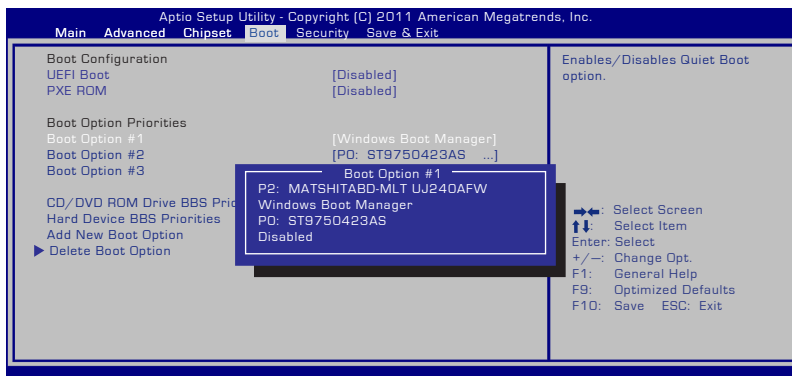 Aptio Setup Utility - Copyright (C) 2011 American Megatrends, Inc.
Main Advanced Chipset Boot Security Save & Exit
Boot Configuration
UEFI Boot [Disabled]
PXE ROM [Disabled]
Boot Option Priorities
Boot Option #1 [Windows Boot Manager]
Boot Option #2 [P0: ST9750423AS ...]
Boot Option #3
CD/DVD ROM Drive BBS Prio
Hard Device BBS Priorities
Add New Boot Option
Delete Boot Option
Boot Option #1
P2: MATSHITABD-MLT UJ240AFW
Windows Boot Manager
P0: ST9750423AS
Disabled
Enables/Disables Quiet Boot
option.
→←: Select Screen
↑↓: Select Item
Enter: Select
+/—: Change Opt.
F1: General Help
F9: Optimized Defaults
F10: Save ESC: Exit